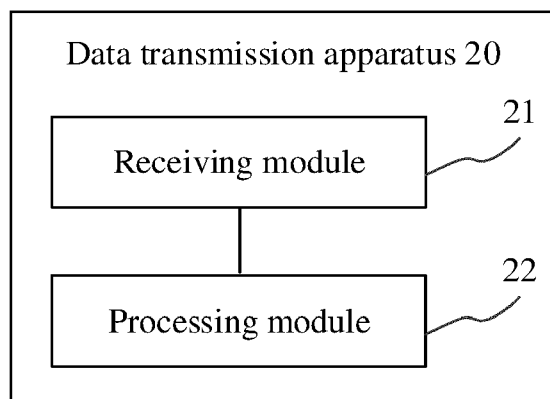 Data transmission apparatus 20
21
Receiving module
22
Processing module